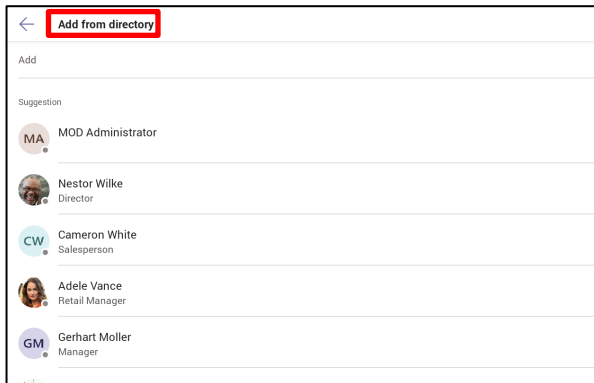 Add from directory
Add
Suggestion
MA
MOD Administrator
Nestor Wilke
Director
CW
Cameron White
Salesperson
Adele Vance
Retail Manager
GM
Gerhart Moller
Manager